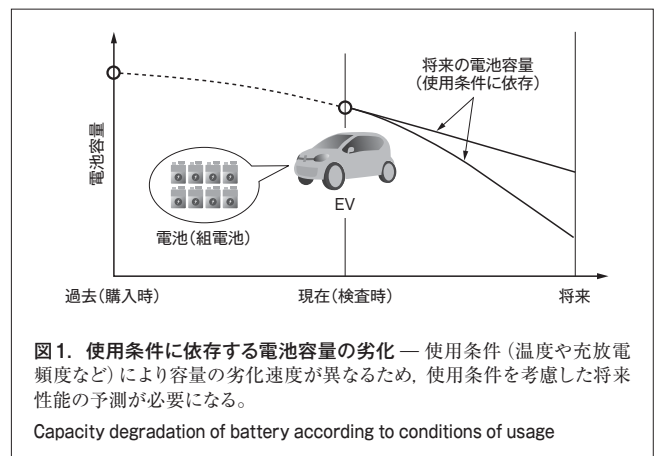 将来の電池容量
（使用条件に依存）
電池容量
EV
電池（組電池）
過去（購入時）
現在（検査時）
将来
図1．使用条件に依存する電池容量の劣化 — 使用条件（温度や充放電
頻度など）により容量の劣化速度が異なるため，使用条件を考慮した将来
性能の予測が必要になる。
Capacity degradation of battery according to conditions of usage